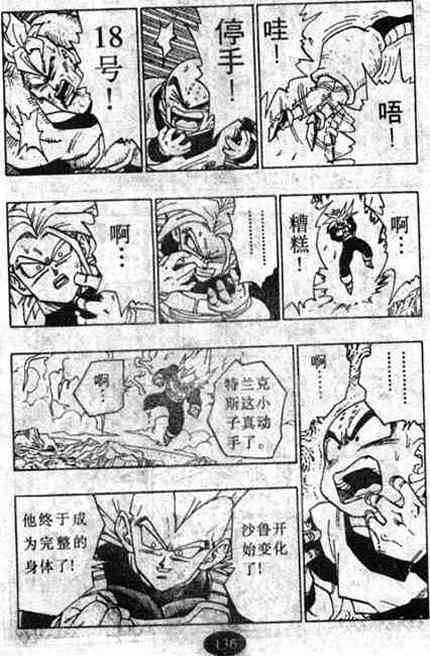 哇！
唔！
停手！
18号！
啊…
糟糕！
…………
…………
啊…
…………
…………
啊……
特兰克
斯这小
子真动
手了。
啊…
沙鲁开
始变化
了！
他终于成
为完整的
身体了！
136